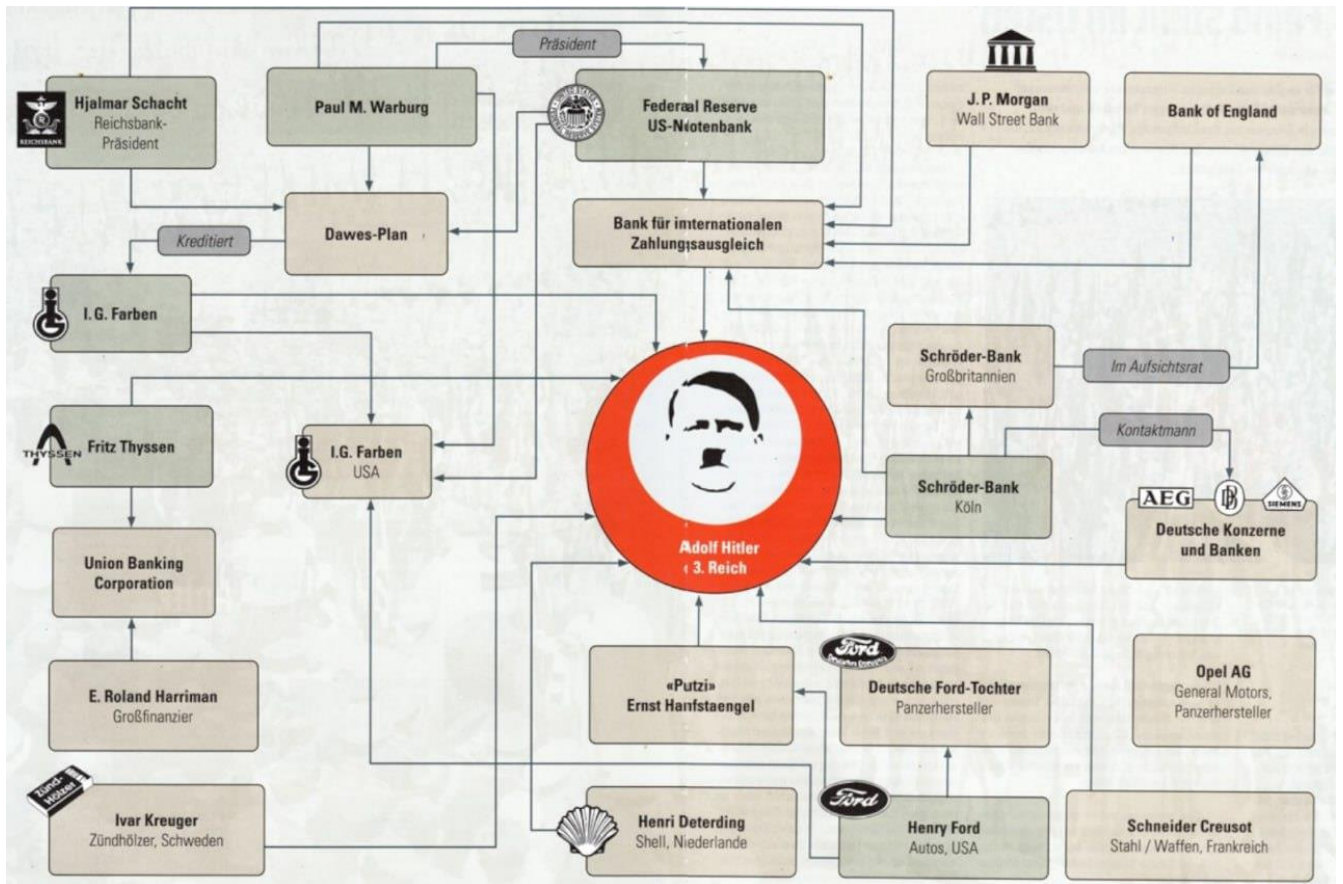 Präsident
Hjalmar Schacht
Reichsbank-
Präsident
REICHSBANK
Paul M. Warburg
Federal Reserve
US-Notenbank
J. P. Morgan
Wall Street Bank
Bank of England
Kreditiert
Dawes-Plan
Bank für internationalen
Zahlungsausgleich
I. G. Farben
Schröder-Bank
Großbritannien
Im Aufsichtsrat
Kontaktmann
THYSSEN
Fritz Thyssen
I.G. Farben
USA
Schröder-Bank
Köln
AEG
SIEMENS
Deutsche Konzerne
und Banken
Adolf Hitler
3. Reich
Union Banking
Corporation
E. Roland Harriman
Großfinanzier
«Putzi»
Ernst Hanfstaengel
Ford
Deutsche Ford-Tochter
Panzerhersteller
Opel AG
General Motors,
Panzerhersteller
Zünd-
Hölzer
Ivar Kreuger
Zündhölzer, Schweden
Henri Deterding
Shell, Niederlande
Ford
Henry Ford
Autos, USA
Schneider Creusot
Stahl / Waffen, Frankreich